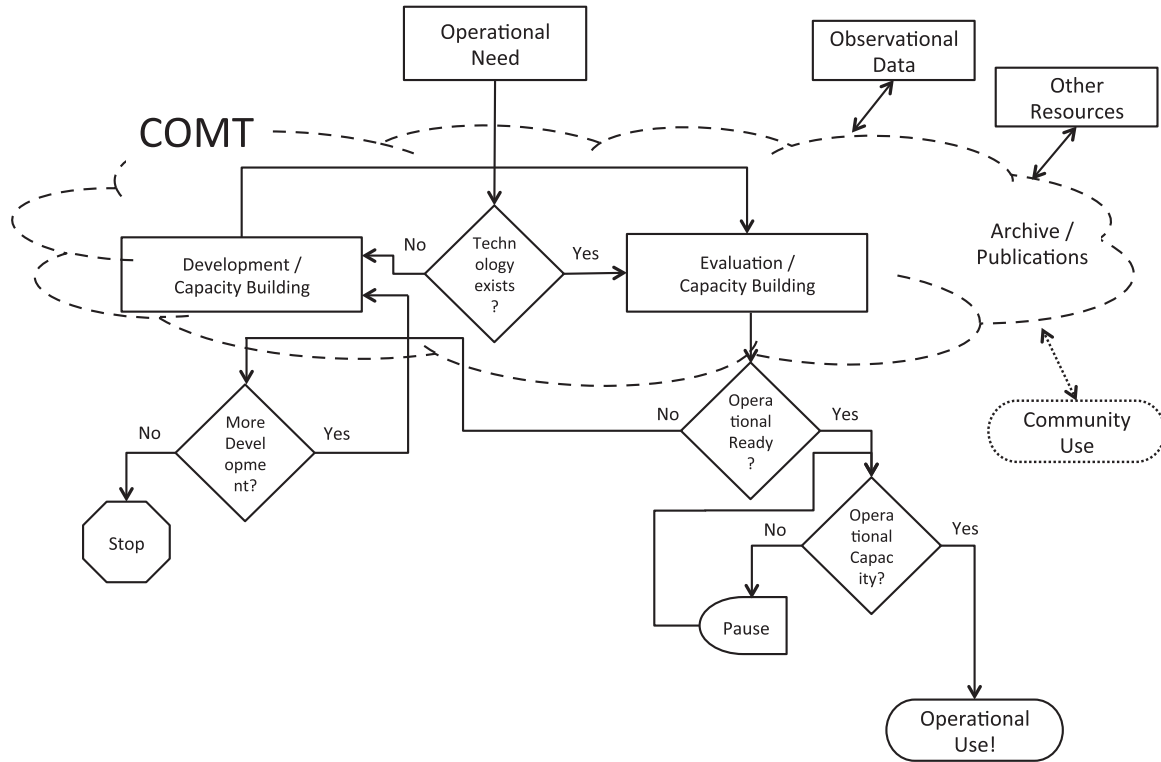 Operational
Need
Observational
Data
Other
Resources
COMT
Archive /
Publications
No
Techn
ology
exists
?
Yes
Development /
Capacity Building
Evaluation /
Capacity Building
No
More
Devel
opme
nt?
Yes
No
Opera
tional
Ready
?
Yes
Community
Use
Stop
No
Opera
tional
Capac
ity?
Yes
Pause
Operational
Use!